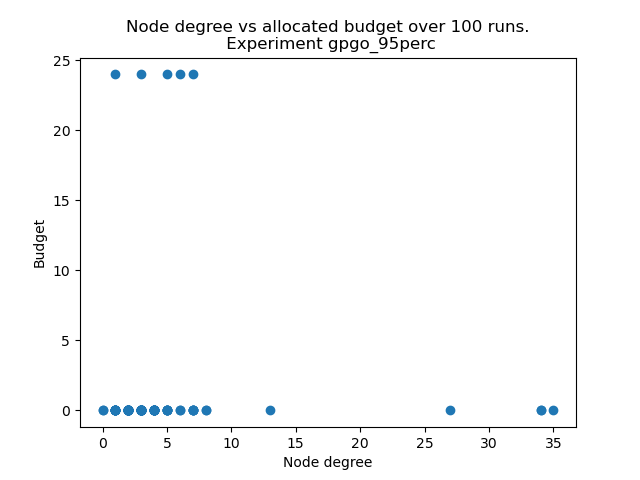 Node degree vs allocated budget over 100 runs.
Experiment gpgo_95perc
25
20
15
10
5
0
Budget
0 5 10 15 20 25 30 35
Node degree